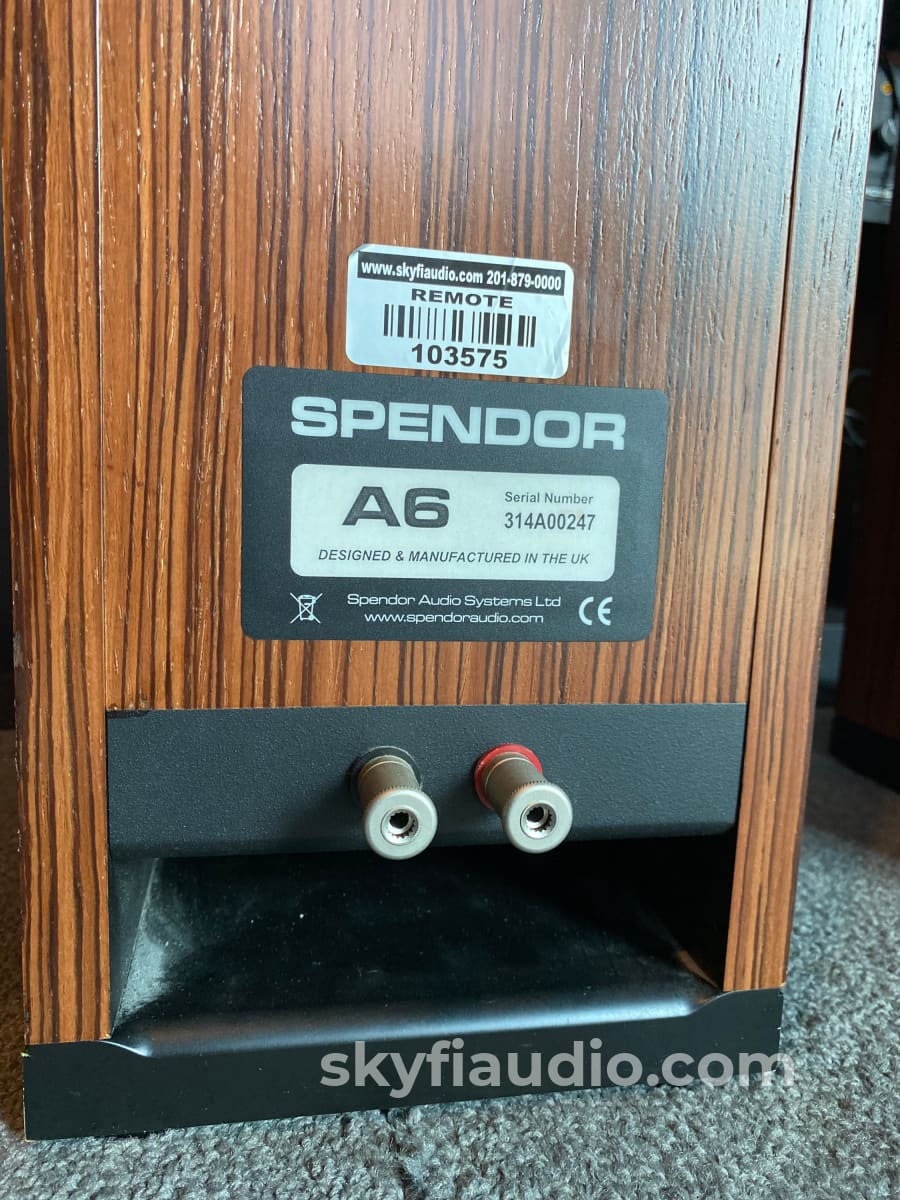 www.skyfiaudio.com 201-879-0000
REMOTE
103575
SPENDOR
A6
Serial Number
314A00247
DESIGNED & MANUFACTURED IN THE UK
Spendor Audio Systems Ltd
www.spendoraudio.com
CE
skyfiaudio.com